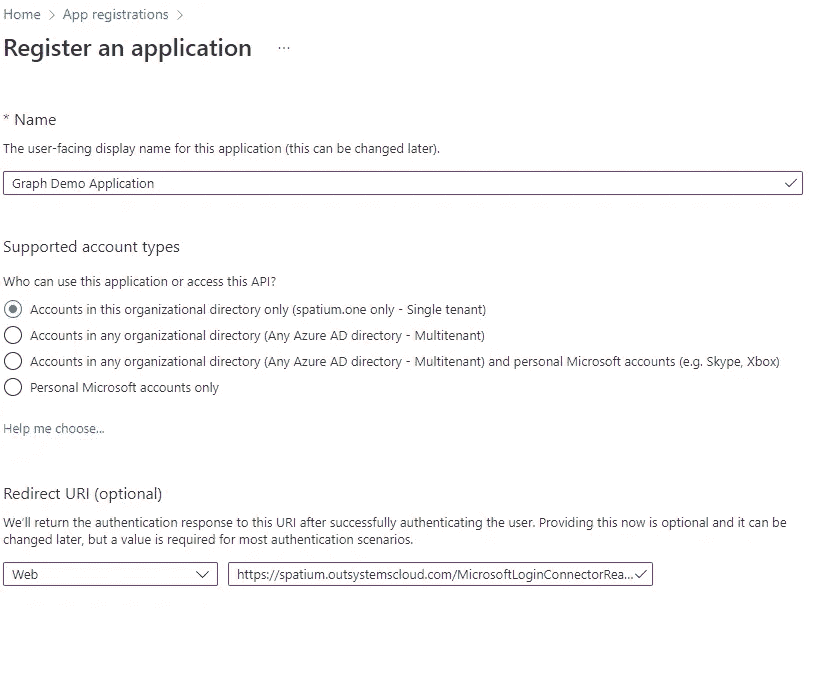 Home > App registrations >
Register an application ...
* Name
The user-facing display name for this application (this can be changed later).
Graph Demo Application
Supported account types
Who can use this application or access this API?
Accounts in this organizational directory only (spatium.one only - Single tenant)
Accounts in any organizational directory (Any Azure AD directory - Multitenant)
Accounts in any organizational directory (Any Azure AD directory - Multitenant) and personal Microsoft accounts (e.g. Skype, Xbox)
Personal Microsoft accounts only
Help me choose...
Redirect URI (optional)
We'll return the authentication response to this URI after successfully authenticating the user. Providing this now is optional and it can be
changed later, but a value is required for most authentication scenarios.
Web https://spatium.outsystemscloud.com/MicrosoftLoginConnectorRea...